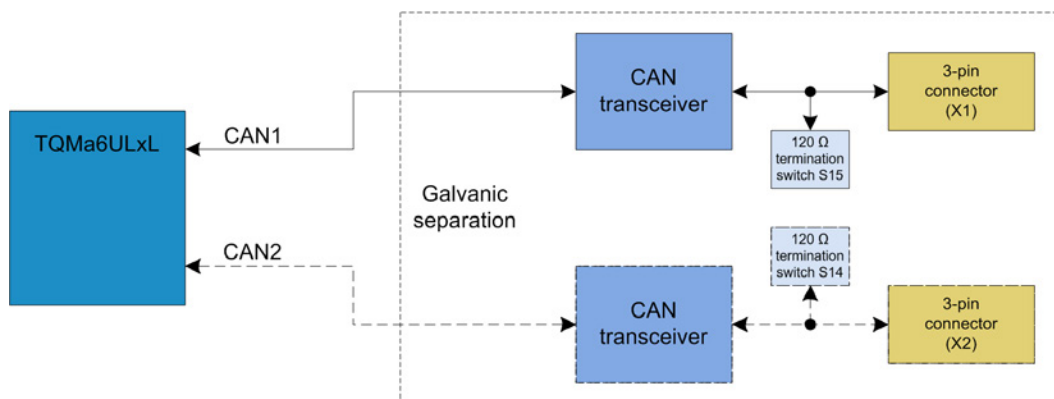 TQMa6ULxL
CAN1
CAN2
Galvanic
separation
CAN
transceiver
120 Ω
termination
switch S15
3-pin
connector
(X1)
CAN
transceiver
120 Ω
termination
switch S14
3-pin
connector
(X2)